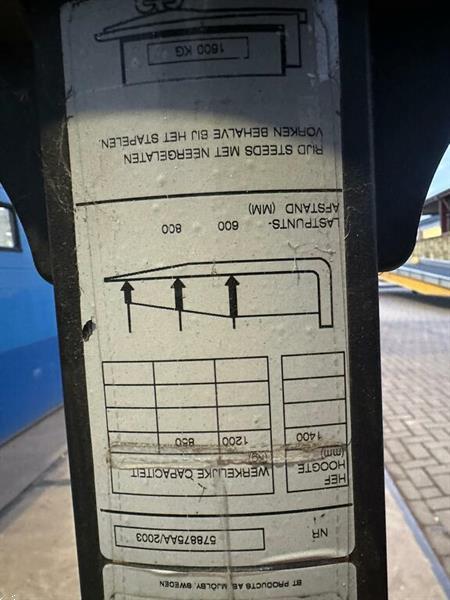 BT PRODUCTS AB, MJÖLBY, SWEDEN
NR 578875AA/2003
HEF HOOGTE (mm) WERKELIJKE CAPACITEIT (kg)
1400 1200 850
LASTPUNTS-
AFSTAND (MM) 600 800
RIJD STEEDS MET NEERGELATEN
VORKEN BEHALVE BIJ HET STAPELEN.
1600 KG